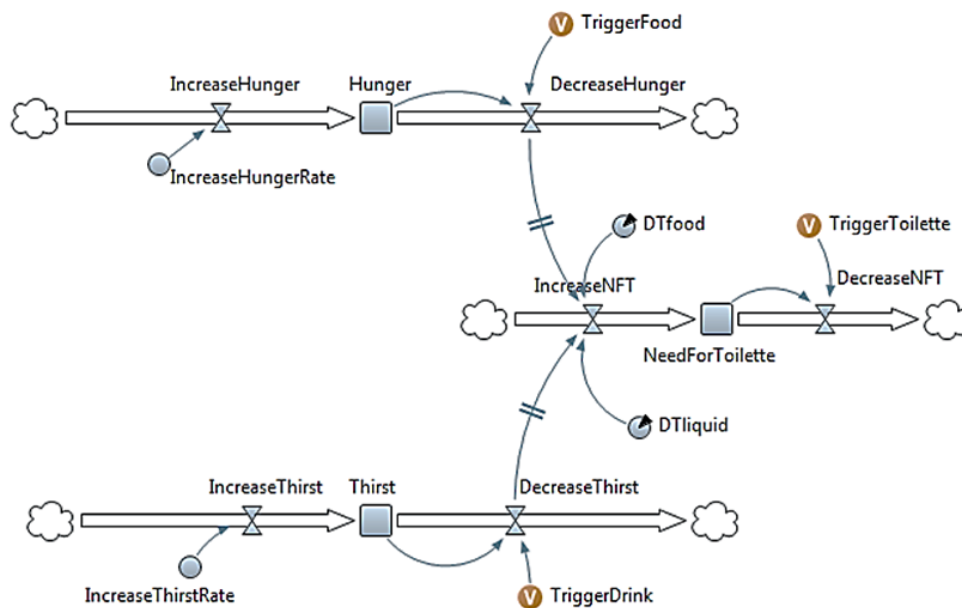 V TriggerFood
IncreaseHunger
Hunger
DecreaseHunger
IncreaseHungerRate
DTfood
V TriggerToilette
IncreaseNFT
DecreaseNFT
NeedForToilette
DTliquid
IncreaseThirst
Thirst
DecreaseThirst
IncreaseThirstRate
V TriggerDrink